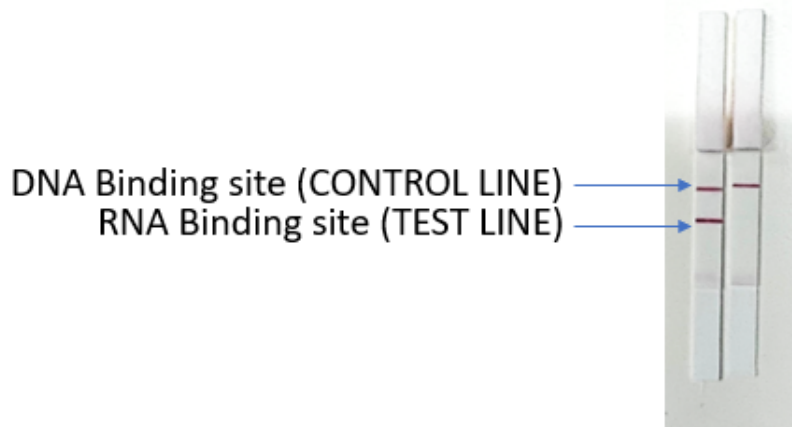 DNA Binding site (CONTROL LINE)
RNA Binding site (TEST LINE)